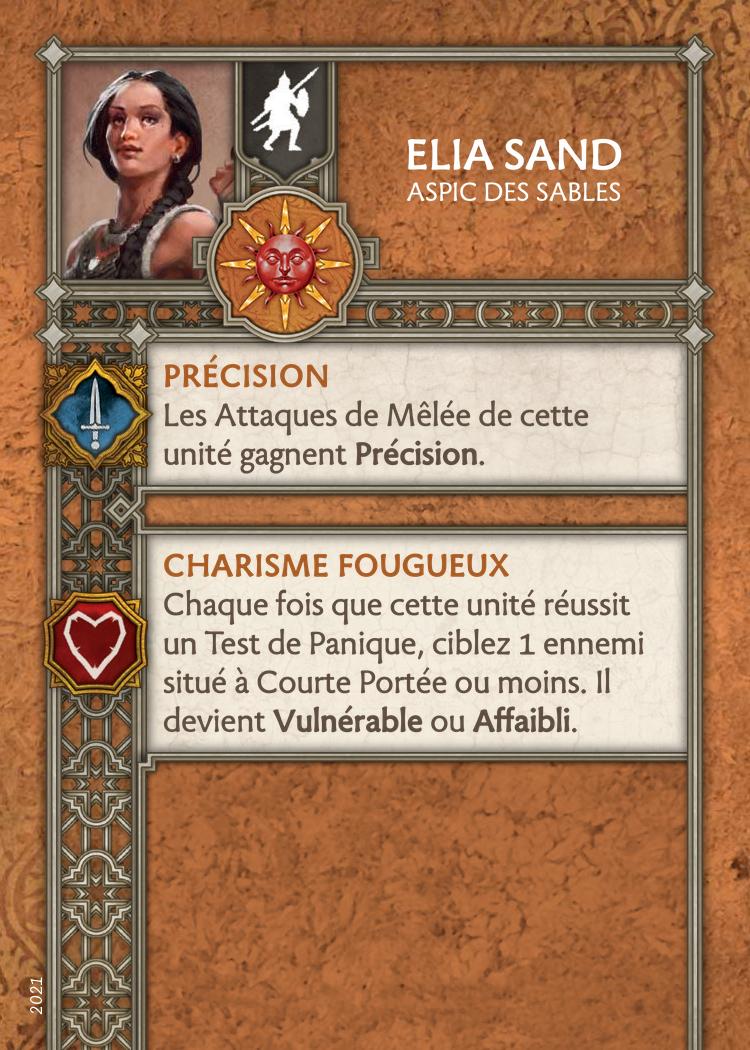 ELIA SAND
ASPIC DES SABLES
PRÉCISION
Les Attaques de Mêlée de cette
unité gagnent Précision.
CHARISME FOUGUEUX
Chaque fois que cette unité réussit
un Test de Panique, ciblez 1 ennemi
situé à Courte Portée ou moins. Il
devient Vulnérable ou Affaibli.
2021